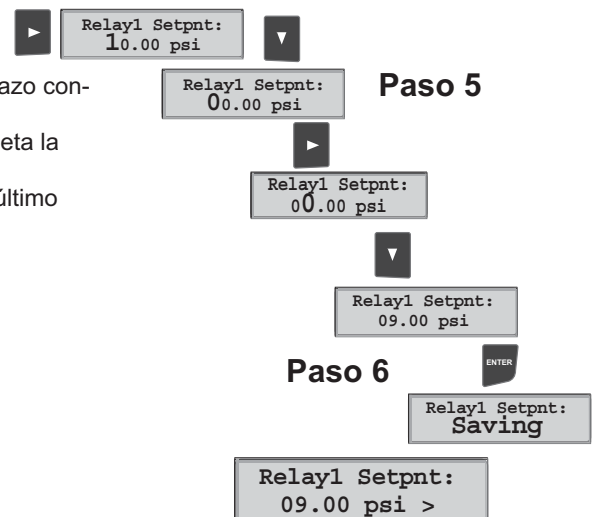 Relay1 Setpnt:
10.00 psi
azo con-
Relay1 Setpnt:
00.00 psi
Paso 5
eta la
último
Relay1 Setpnt:
00.00 psi
Relay1 Setpnt:
09.00 psi
Paso 6
ENTER
Relay1 Setpnt:
Saving
Relay1 Setpnt:
09.00 psi >